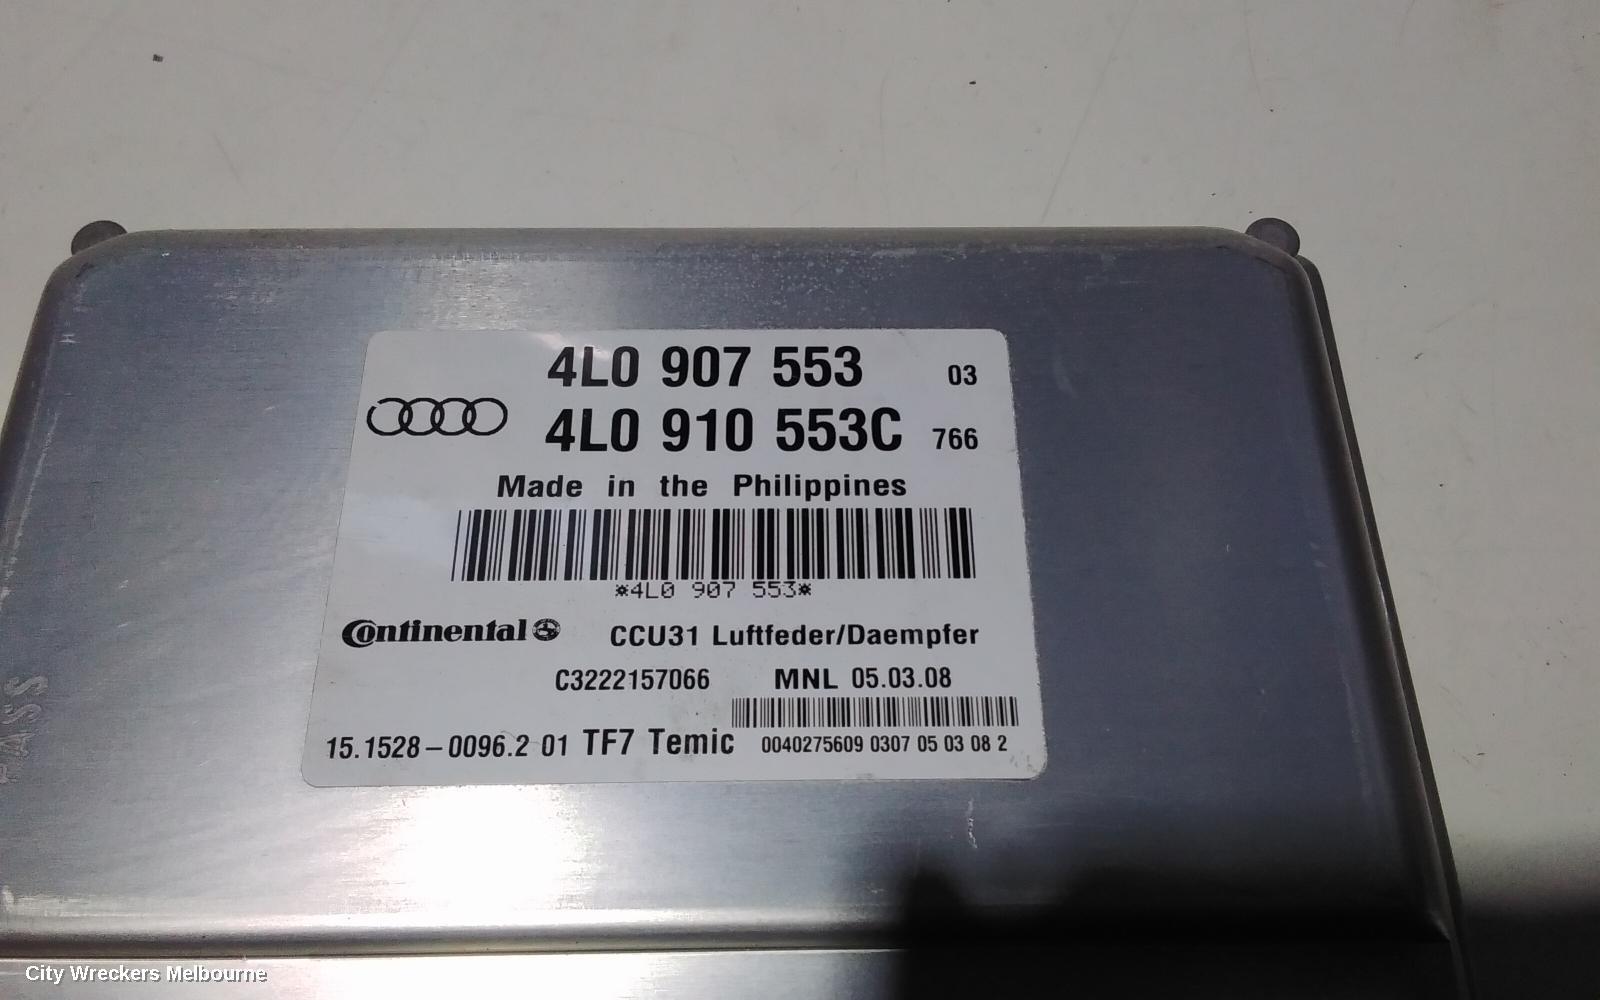 4L0 907 553 03
4L0 910 553C 766
Made in the Philippines
*4L0 907 553*
Continental CCU31 Luftfeder/Daempfer
C3222157066 MNL 05.03.08
15.1528-0096.2 01 TF7 Temic 0040275609 0307 05 03 08 2
PASS
City Wreckers Melbourne